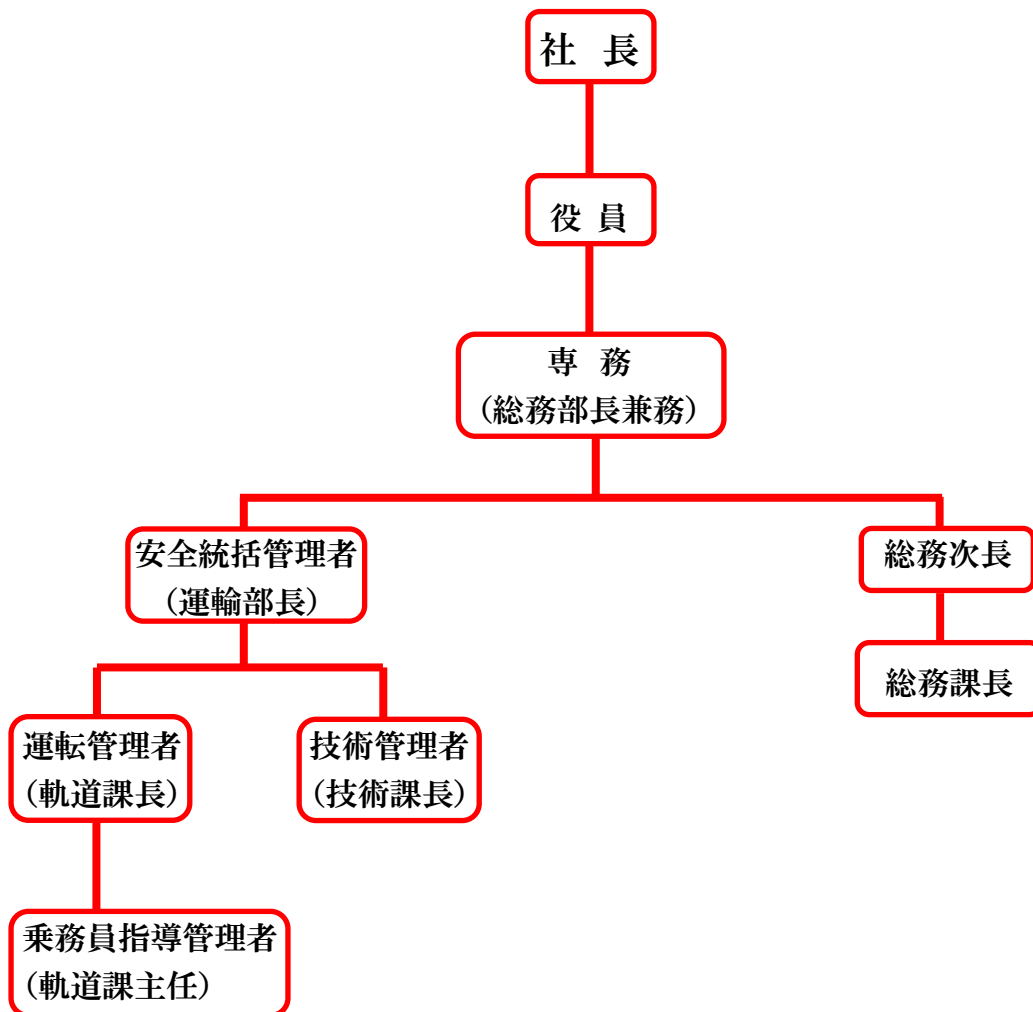 社 長
役 員
専 務
(総務部長兼務)
安全統括管理者
(運輸部長)
総務次長
総務課長
運転管理者
(軌道課長)
技術管理者
(技術課長)
乗務員指導管理者
(軌道課主任)